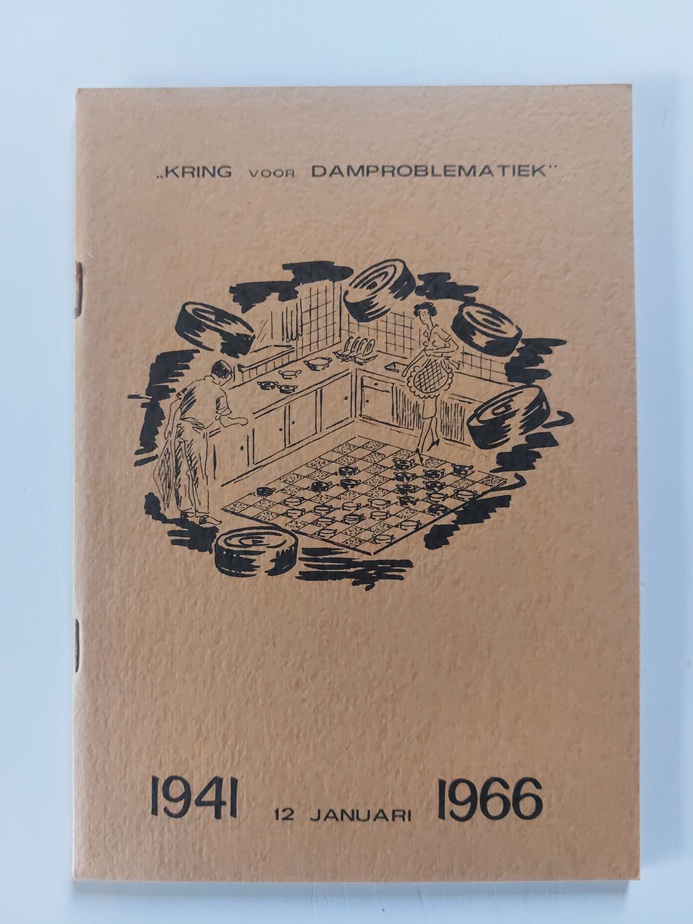 „KRING VOOR DAMPROBLEMATIEK”
1941 12 JANUARI 1966